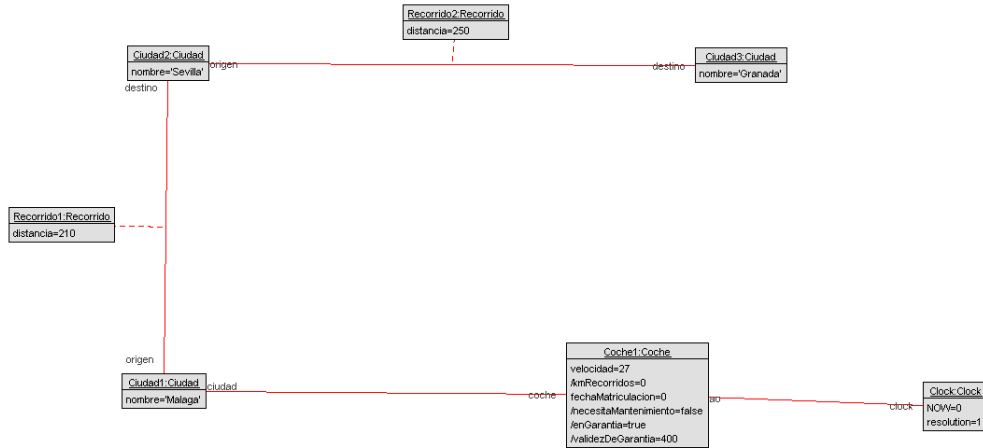 Recorrido2:Recorrido
distancia=250
Ciudad2:Ciudad
nombre='Sevilla'
origen
destino
destino
Ciudad3:Ciudad
nombre='Granada'
Recorrido1:Recorrido
distancia=210
origen
Ciudad1:Ciudad
nombre='Malaga'
ciudad
coche
Coche1:Coche
velocidad=27
/kmRecorridos=0
fechaMatriculacion=0
/necesitaMantenimiento=false
/enGarantia=true
/validezDeGarantia=400
clock
Clock:Clock
NOW=0
resolution=1